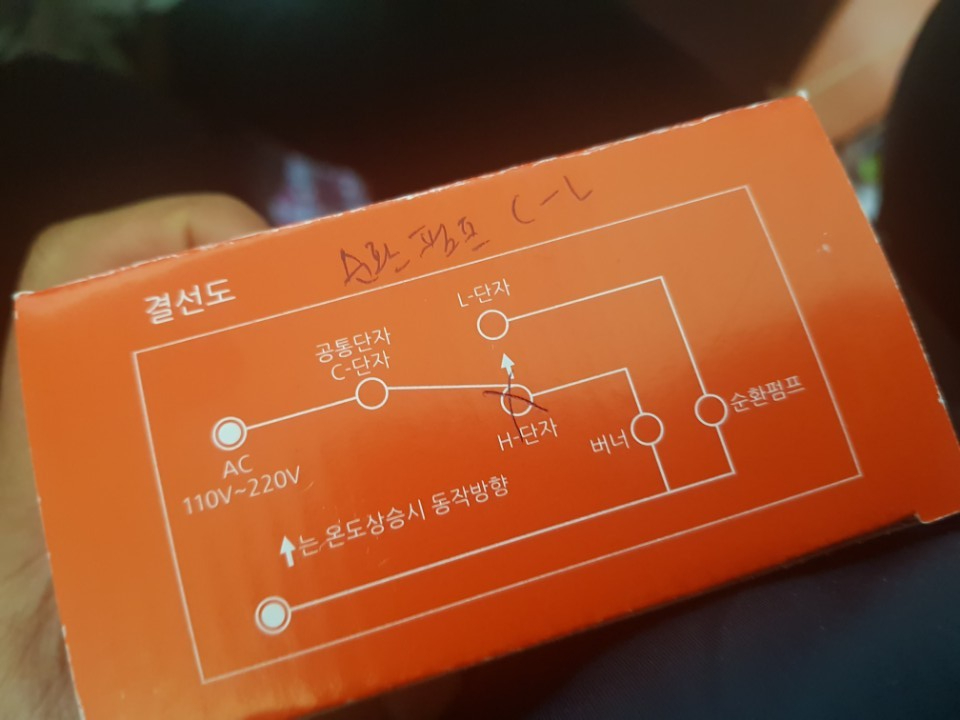 순환펌프 C-L
결선도
L-단자
공통단자
C-단자
H-단자
순환펌프
버너
AC
110V~220V
⬆는 온도상승시 동작방향